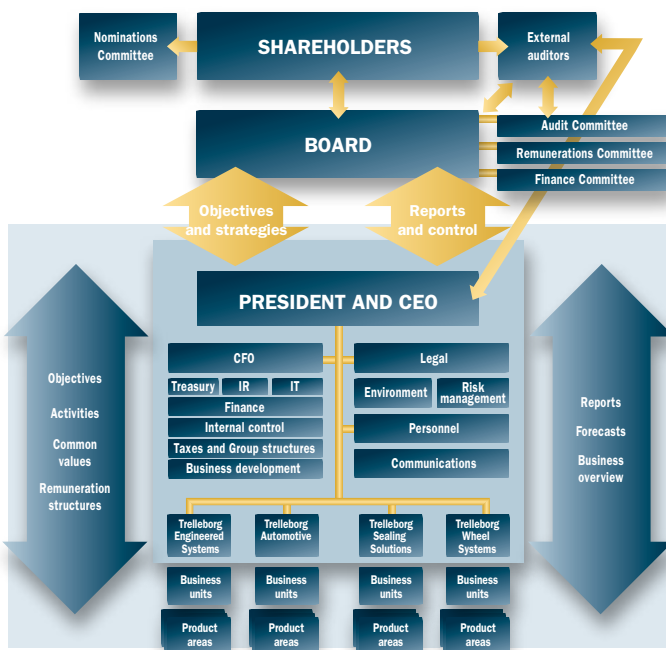 Nominations
Committee
SHAREHOLDERS
External
auditors
BOARD
Audit Committee
Remunerations Committee
Finance Committee
Objectives
and strategies
Reports
and control
PRESIDENT AND CEO
CFO
Legal
Treasury
IR
IT
Environment
Risk
management
Finance
Internal control
Personnel
Taxes and Group structures
Business development
Communications
Objectives
Activities
Common
values
Remuneration
structures
Reports
Forecasts
Business
overview
Trelleborg
Engineered
Systems
Trelleborg
Automotive
Trelleborg
Sealing
Solutions
Trelleborg
Wheel
Systems
Business
units
Business
units
Business
units
Business
units
Product
areas
Product
areas
Product
areas
Product
areas